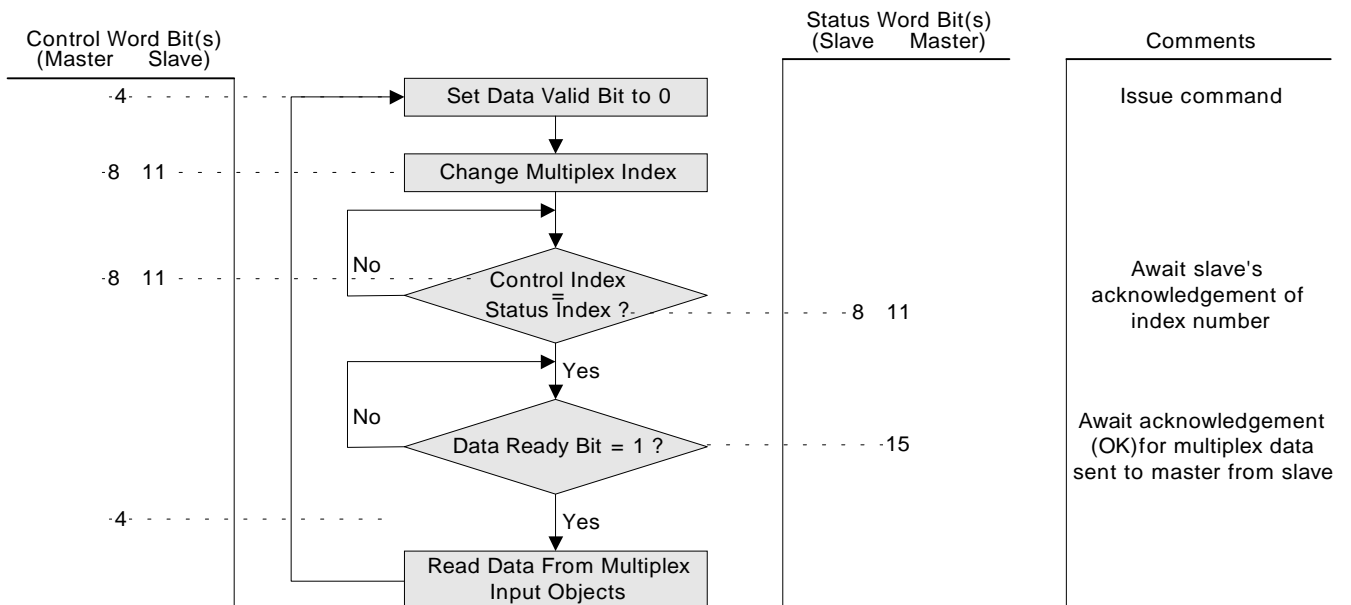 Control Word Bit(s)
(Master Slave)
Status Word Bit(s)
(Slave Master)
Comments
4
Set Data Valid Bit to 0
Issue command
8 11
Change Multiplex Index
No
8 11
Control Index
=
Status Index ?
8 11
Await slave's
acknowledgement of
index number
Yes
No
Data Ready Bit = 1 ?
15
Await acknowledgement
(OK)for multiplex data
sent to master from slave
4
Yes
Read Data From Multiplex
Input Objects